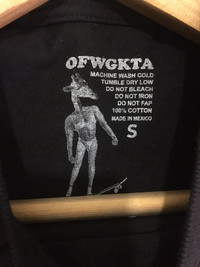 OFWGKTA
MACHINE WASH COLD
TUMBLE DRY LOW
DO NOT BLEACH
DO NOT IRON
DO NOT FAP
100% COTTON
MADE IN MEXICO
S